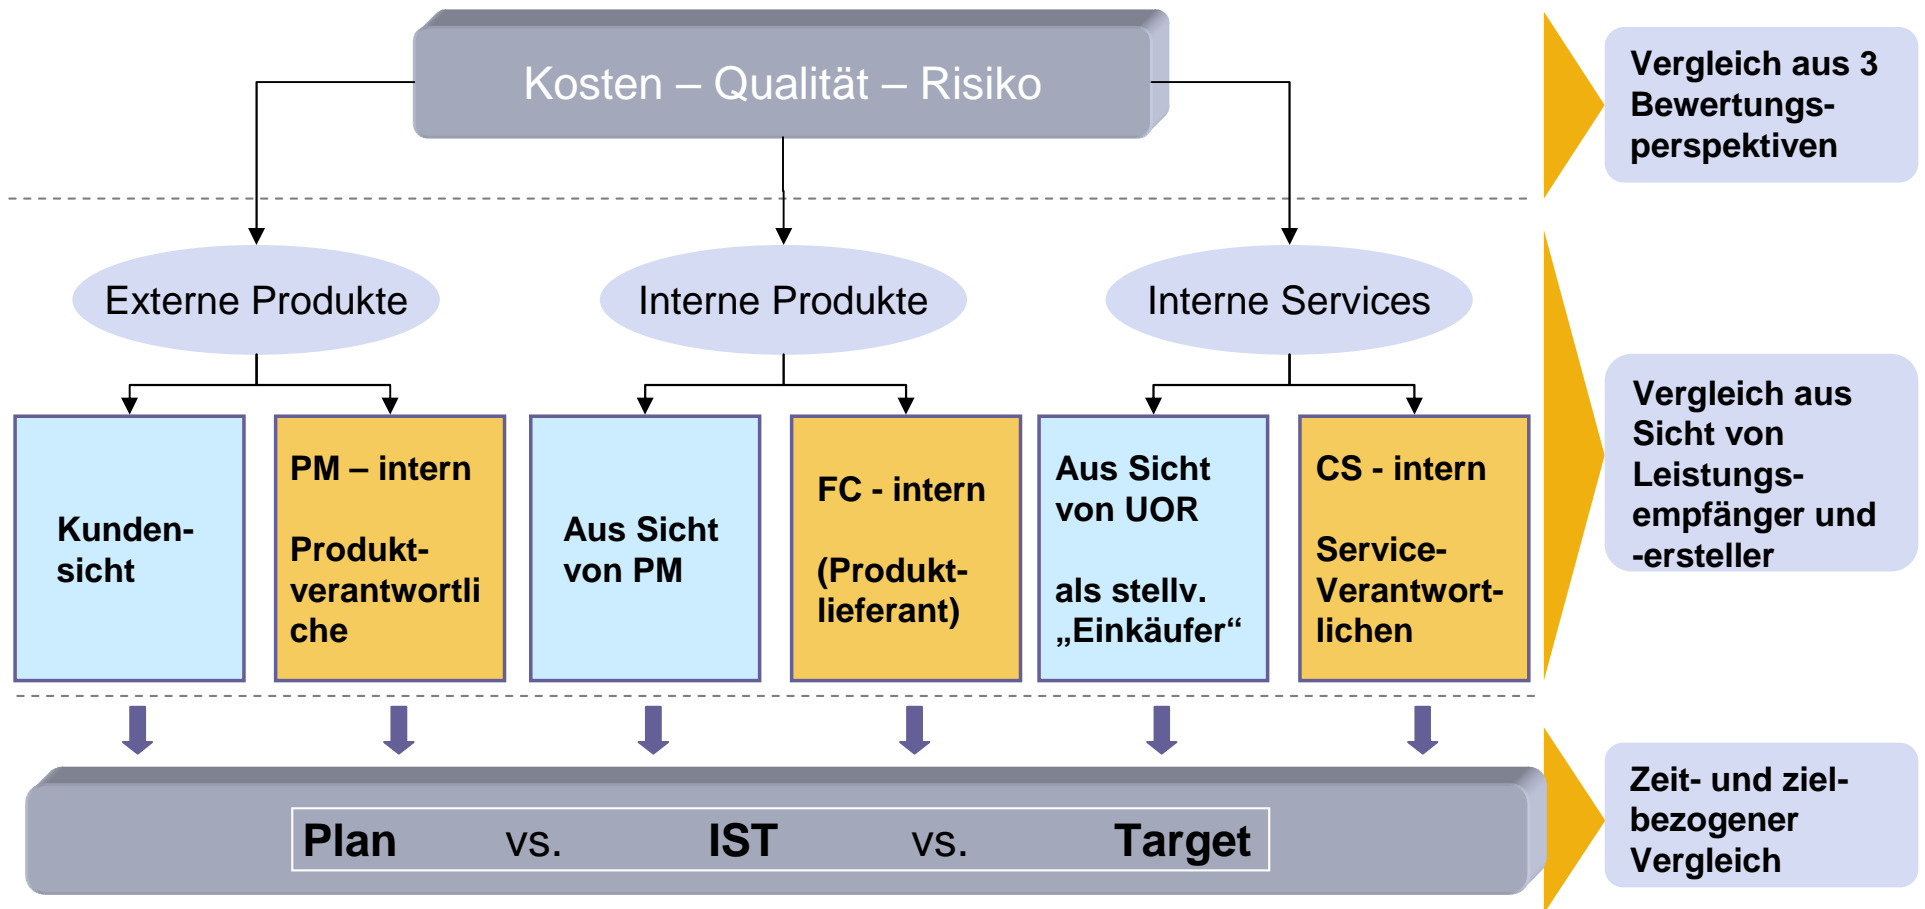 Kosten – Qualität – Risiko
Vergleich aus 3
Bewertungs-
perspektiven
Externe Produkte
Interne Produkte
Interne Services
Kunden-
sicht
PM – intern
Produkt-
verantwortli
che
Aus Sicht
von PM
FC - intern
(Produkt-
lieferant)
Aus Sicht
von UOR
als stellv.
„Einkäufer“
CS - intern
Service-
Verantwort-
lichen
Vergleich aus
Sicht von
Leistungs-
empfänger und
-ersteller
Plan vs. IST vs. Target
Zeit- und ziel-
bezogener
Vergleich